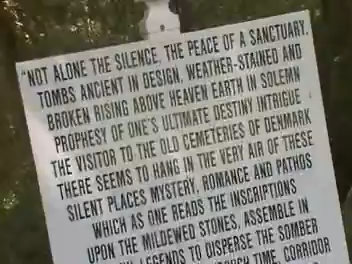 "NOT ALONE THE SILENCE, THE PEACE OF A SANCTUARY,
TOMBS ANCIENT IN DESIGN, WEATHER-STAINED AND
BROKEN RISING ABOVE HEAVEN EARTH IN SOLEMN
PROPHESY OF ONE'S ULTIMATE DESTINY INTRIGUE
THE VISITOR TO THE OLD CEMETERIES OF DENMARK
THERE SEEMS TO HANG IN THE VERY AIR OF THESE
SILENT PLACES MYSTERY, ROMANCE AND PATHOS
WHICH AS ONE READS THE INSCRIPTIONS
UPON THE MILDEWED STONES, ASSEMBLE IN
LEGENDS TO DISPERSE THE SOMBER
TIME, CORRIDOR